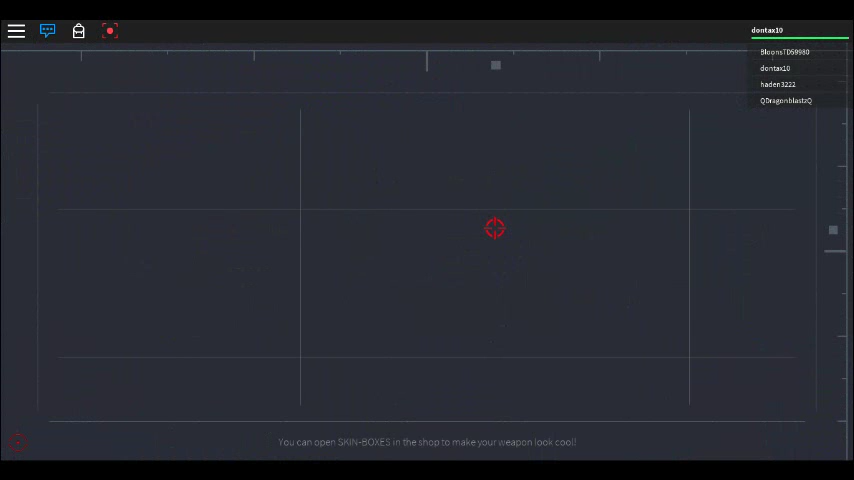 dontax10
BloonsTD59980
dontax10
haden3222
QDragonblastzQ
You can open SKIN-BOXES in the shop to make your weapon look cool!